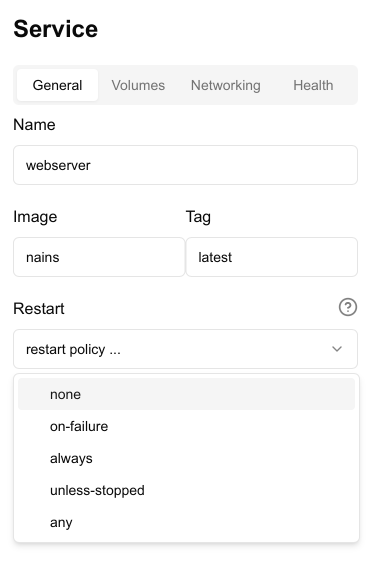 Service
General Volumes Networking Health
Name
webserver
Image Tag
nains latest
Restart
restart policy ...
none
on-failure
always
unless-stopped
any